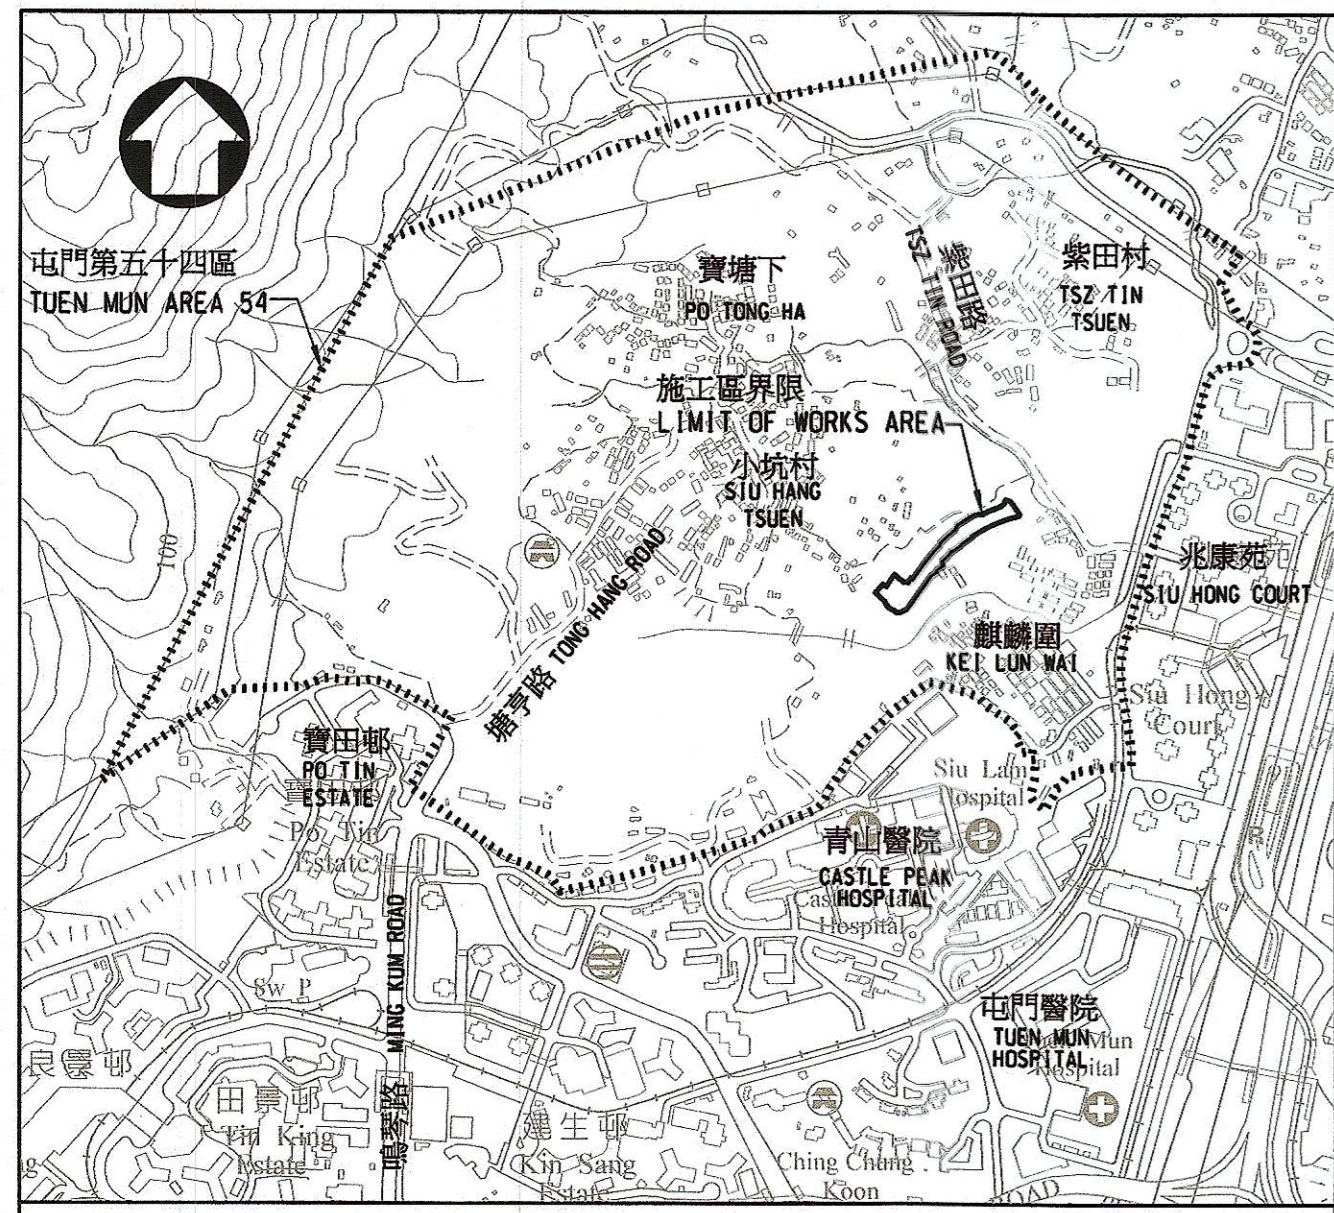 屯門第五十四區
TUEN MUN AREA 54
寶塘下
PO TONG HA
紫田路
TSZ TIN ROAD
紫田村
TSZ TIN
TSUEN
施工區界限
LIMIT OF WORKS AREA
小坑村
SIU HANG
TSUEN
100
塘亨路 TONG HANG ROAD
兆康苑
SIU HONG COURT
麒麟圍
KEI LUN WAI
Siu Hong
Court
寶田邨
PO TIN
ESTATE
Po Tin
Estate
Siu Lam
Hospital
青山醫院
CASTLE PEAK
HOSPITAL
Hospital
R
Sw P
鳴琴路 MING KUM ROAD
屯門醫院
TUEN MUN
HOSPITAL
Mun
Hospital
良景邨
田景邨
Tin King
Estate
建生邨
Kin Sang
Estate
Ching Chung
Koon
ROAD